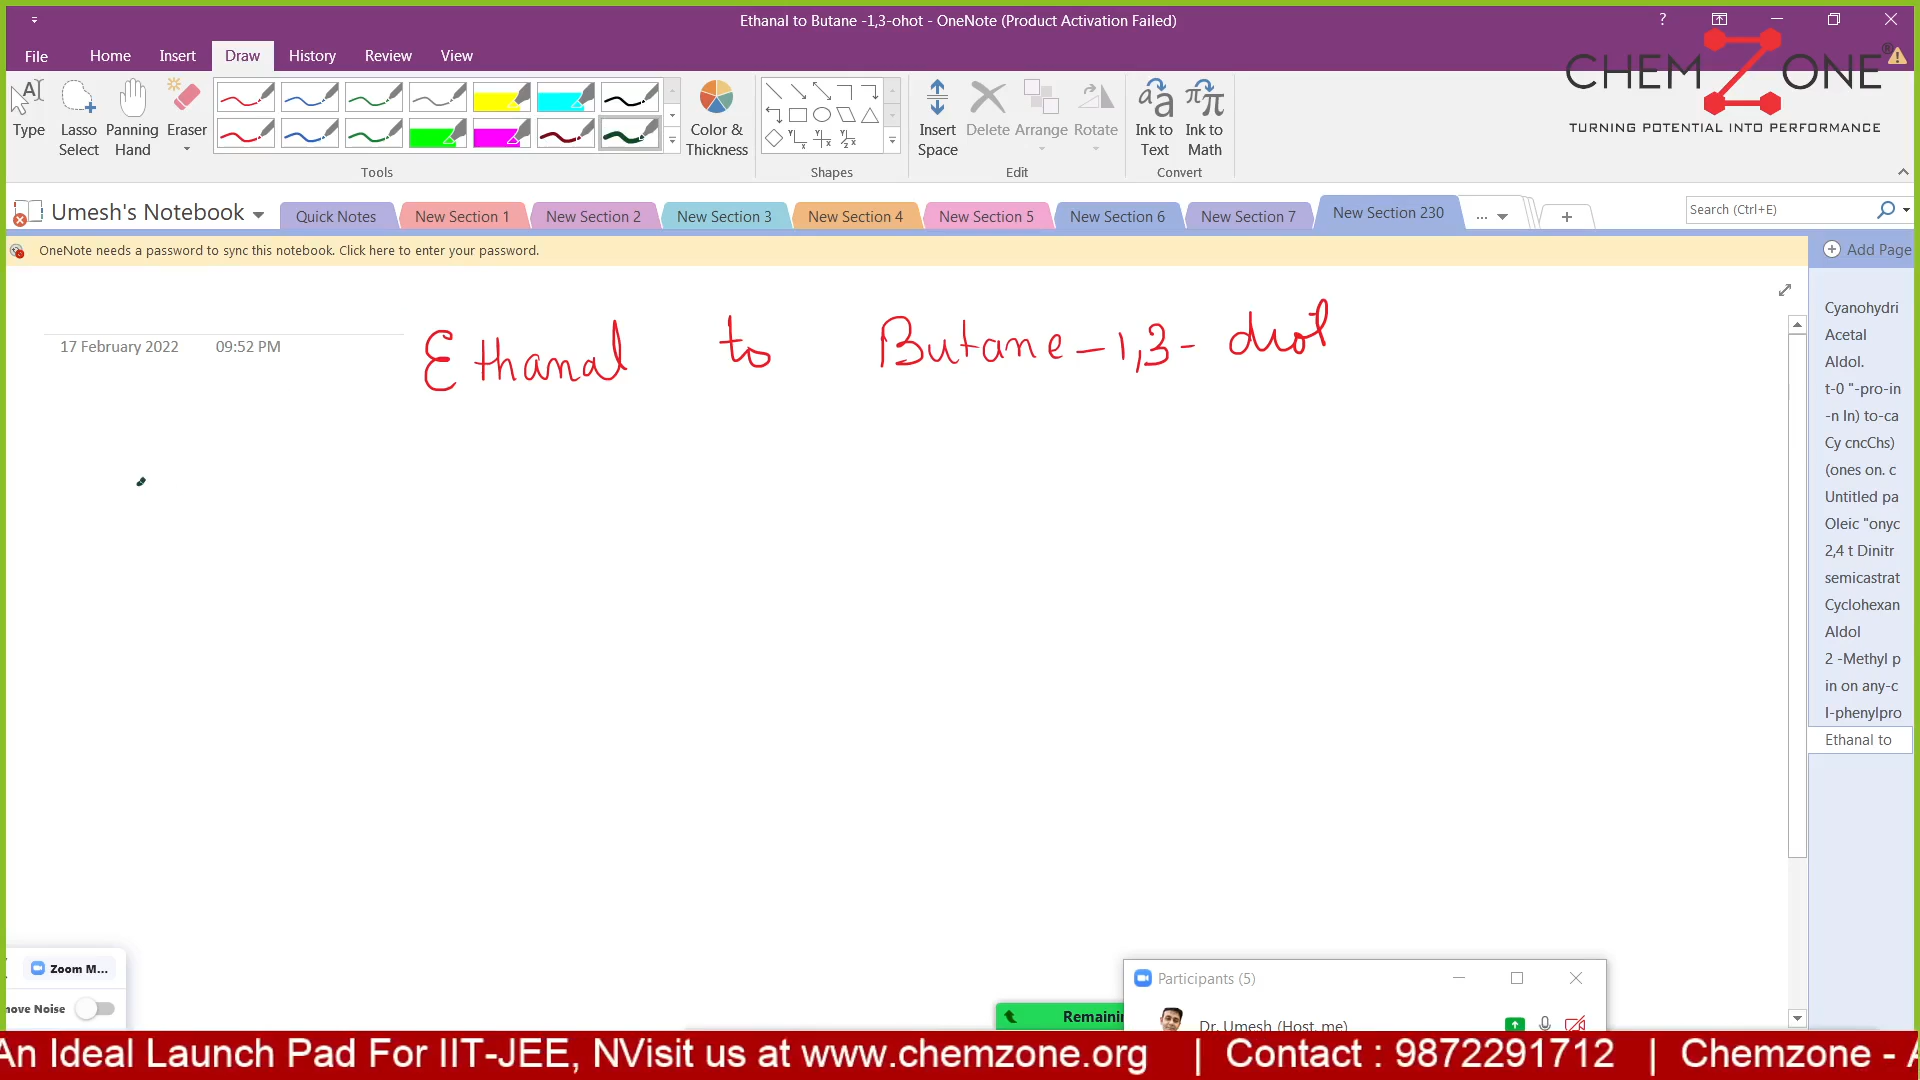 Ethanal to Butane -1,3-ohot - OneNote (Product Activation Failed)
?
File Home Insert Draw History Review View
CHEMZONE®
TURNING POTENTIAL INTO PERFORMANCE
Type
Lasso Select
Panning Hand
Eraser
Color & Thickness
Insert Space
Delete
Arrange
Rotate
Ink to Text
Ink to Math
Tools
Shapes
Edit
Convert
Umesh's Notebook
Quick Notes
New Section 1
New Section 2
New Section 3
New Section 4
New Section 5
New Section 6
New Section 7
New Section 230
...
Search (Ctrl+E)
OneNote needs a password to sync this notebook. Click here to enter your password.
Add Page
17 February 2022 09:52 PM
Ethanal to Butane-1,3-diol
Cyanohydri
Acetal
Aldol.
t-0 "-pro-in
-n In) to-ca
Cy cncChs)
(ones on. c
Untitled pa
Oleic "onyc
2,4 t Dinitr
semicastrat
Cyclohexan
Aldol
2 -Methyl p
in on any-c
I-phenylpro
Ethanal to
Zoom M...
move Noise
Participants (5)
Remainin
Dr. Umesh (Host, me)
An Ideal Launch Pad For IIT-JEE, NVisit us at www.chemzone.org | Contact : 9872291712 | Chemzone - A